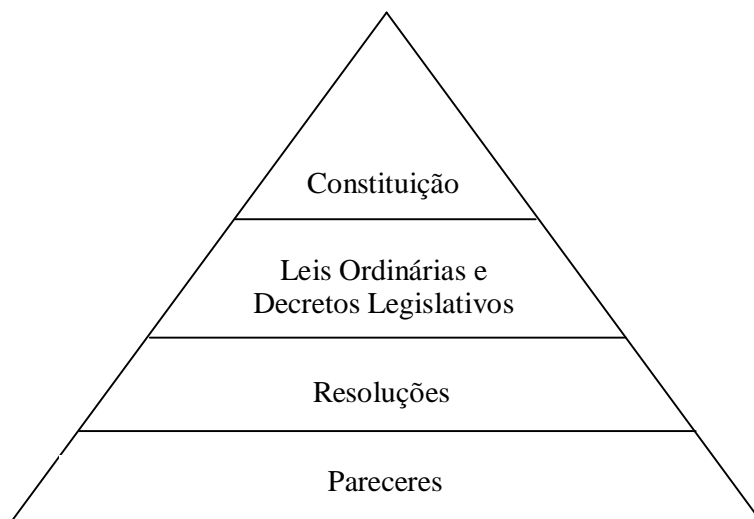 Constituição
Leis Ordinárias e
Decretos Legislativos
Resoluções
Pareceres